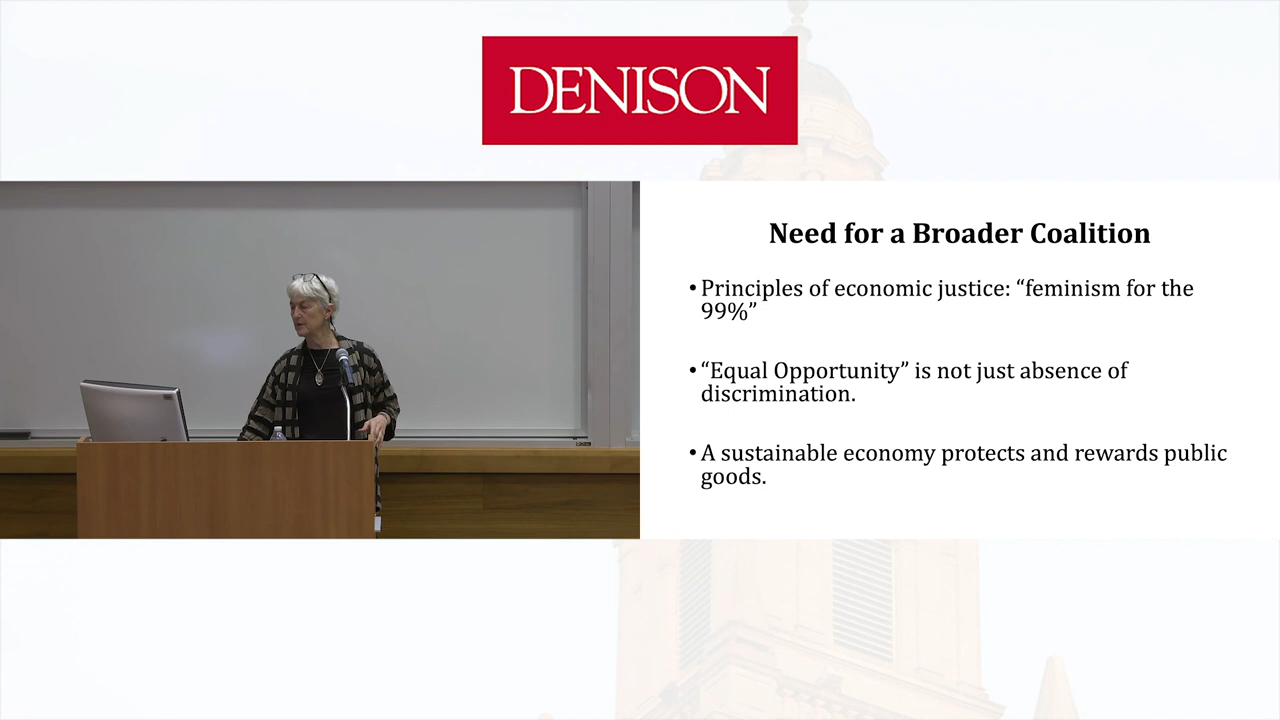 DENISON
Need for a Broader Coalition
• Principles of economic justice: “feminism for the
99%”
• “Equal Opportunity” is not just absence of
discrimination.
• A sustainable economy protects and rewards public
goods.